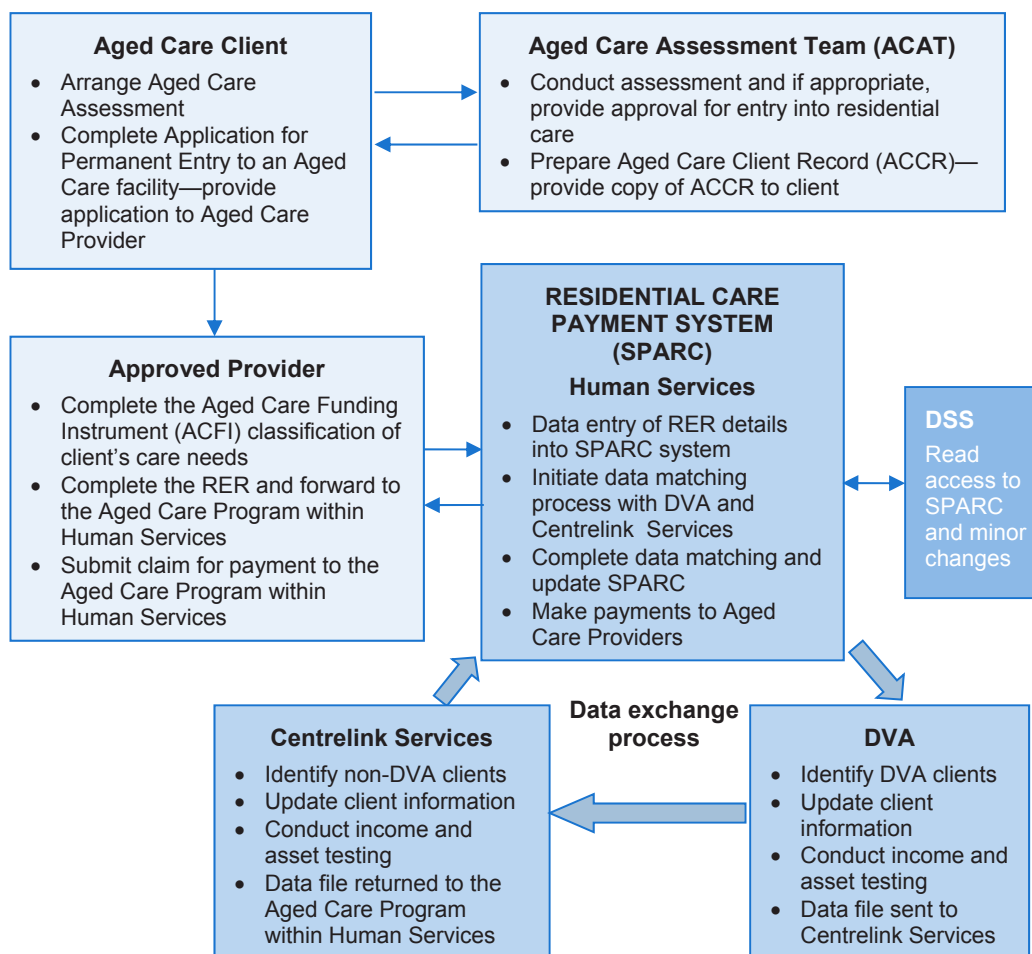 Aged Care Client
• Arrange Aged Care
Assessment
• Complete Application for
Permanent Entry to an Aged
Care facility—provide
application to Aged Care
Provider
Aged Care Assessment Team (ACAT)
• Conduct assessment and if appropriate,
provide approval for entry into residential
care
• Prepare Aged Care Client Record (ACCR)—
provide copy of ACCR to client
Approved Provider
• Complete the Aged Care Funding
Instrument (ACFI) classification of
client's care needs
• Complete the RER and forward to
the Aged Care Program within
Human Services
• Submit claim for payment to the
Aged Care Program within
Human Services
RESIDENTIAL CARE
PAYMENT SYSTEM
(SPARC)
Human Services
• Data entry of RER details
into SPARC system
• Initiate data matching
process with DVA and
Centrelink Services
• Complete data matching and
update SPARC
• Make payments to Aged
Care Providers
DSS
Read
access to
SPARC
and minor
changes
Data exchange
process
Centrelink Services
• Identify non-DVA clients
• Update client information
• Conduct income and
asset testing
• Data file returned to the
Aged Care Program
within Human Services
DVA
• Identify DVA clients
• Update client
information
• Conduct income and
asset testing
• Data file sent to
Centrelink Services